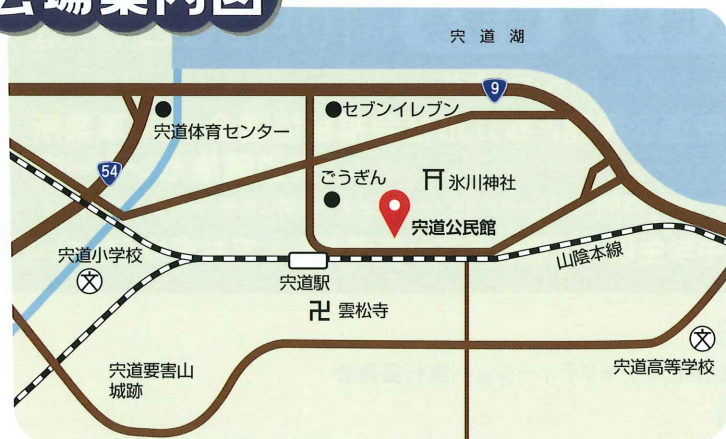 会場案内図
宍道湖
9
セブンイレブン
宍道体育センター
54
ごうぎん
氷川神社
宍道公民館
宍道小学校
文
山陰本線
宍道駅
卍 雲松寺
文
宍道高等学校
宍道要害山
城跡